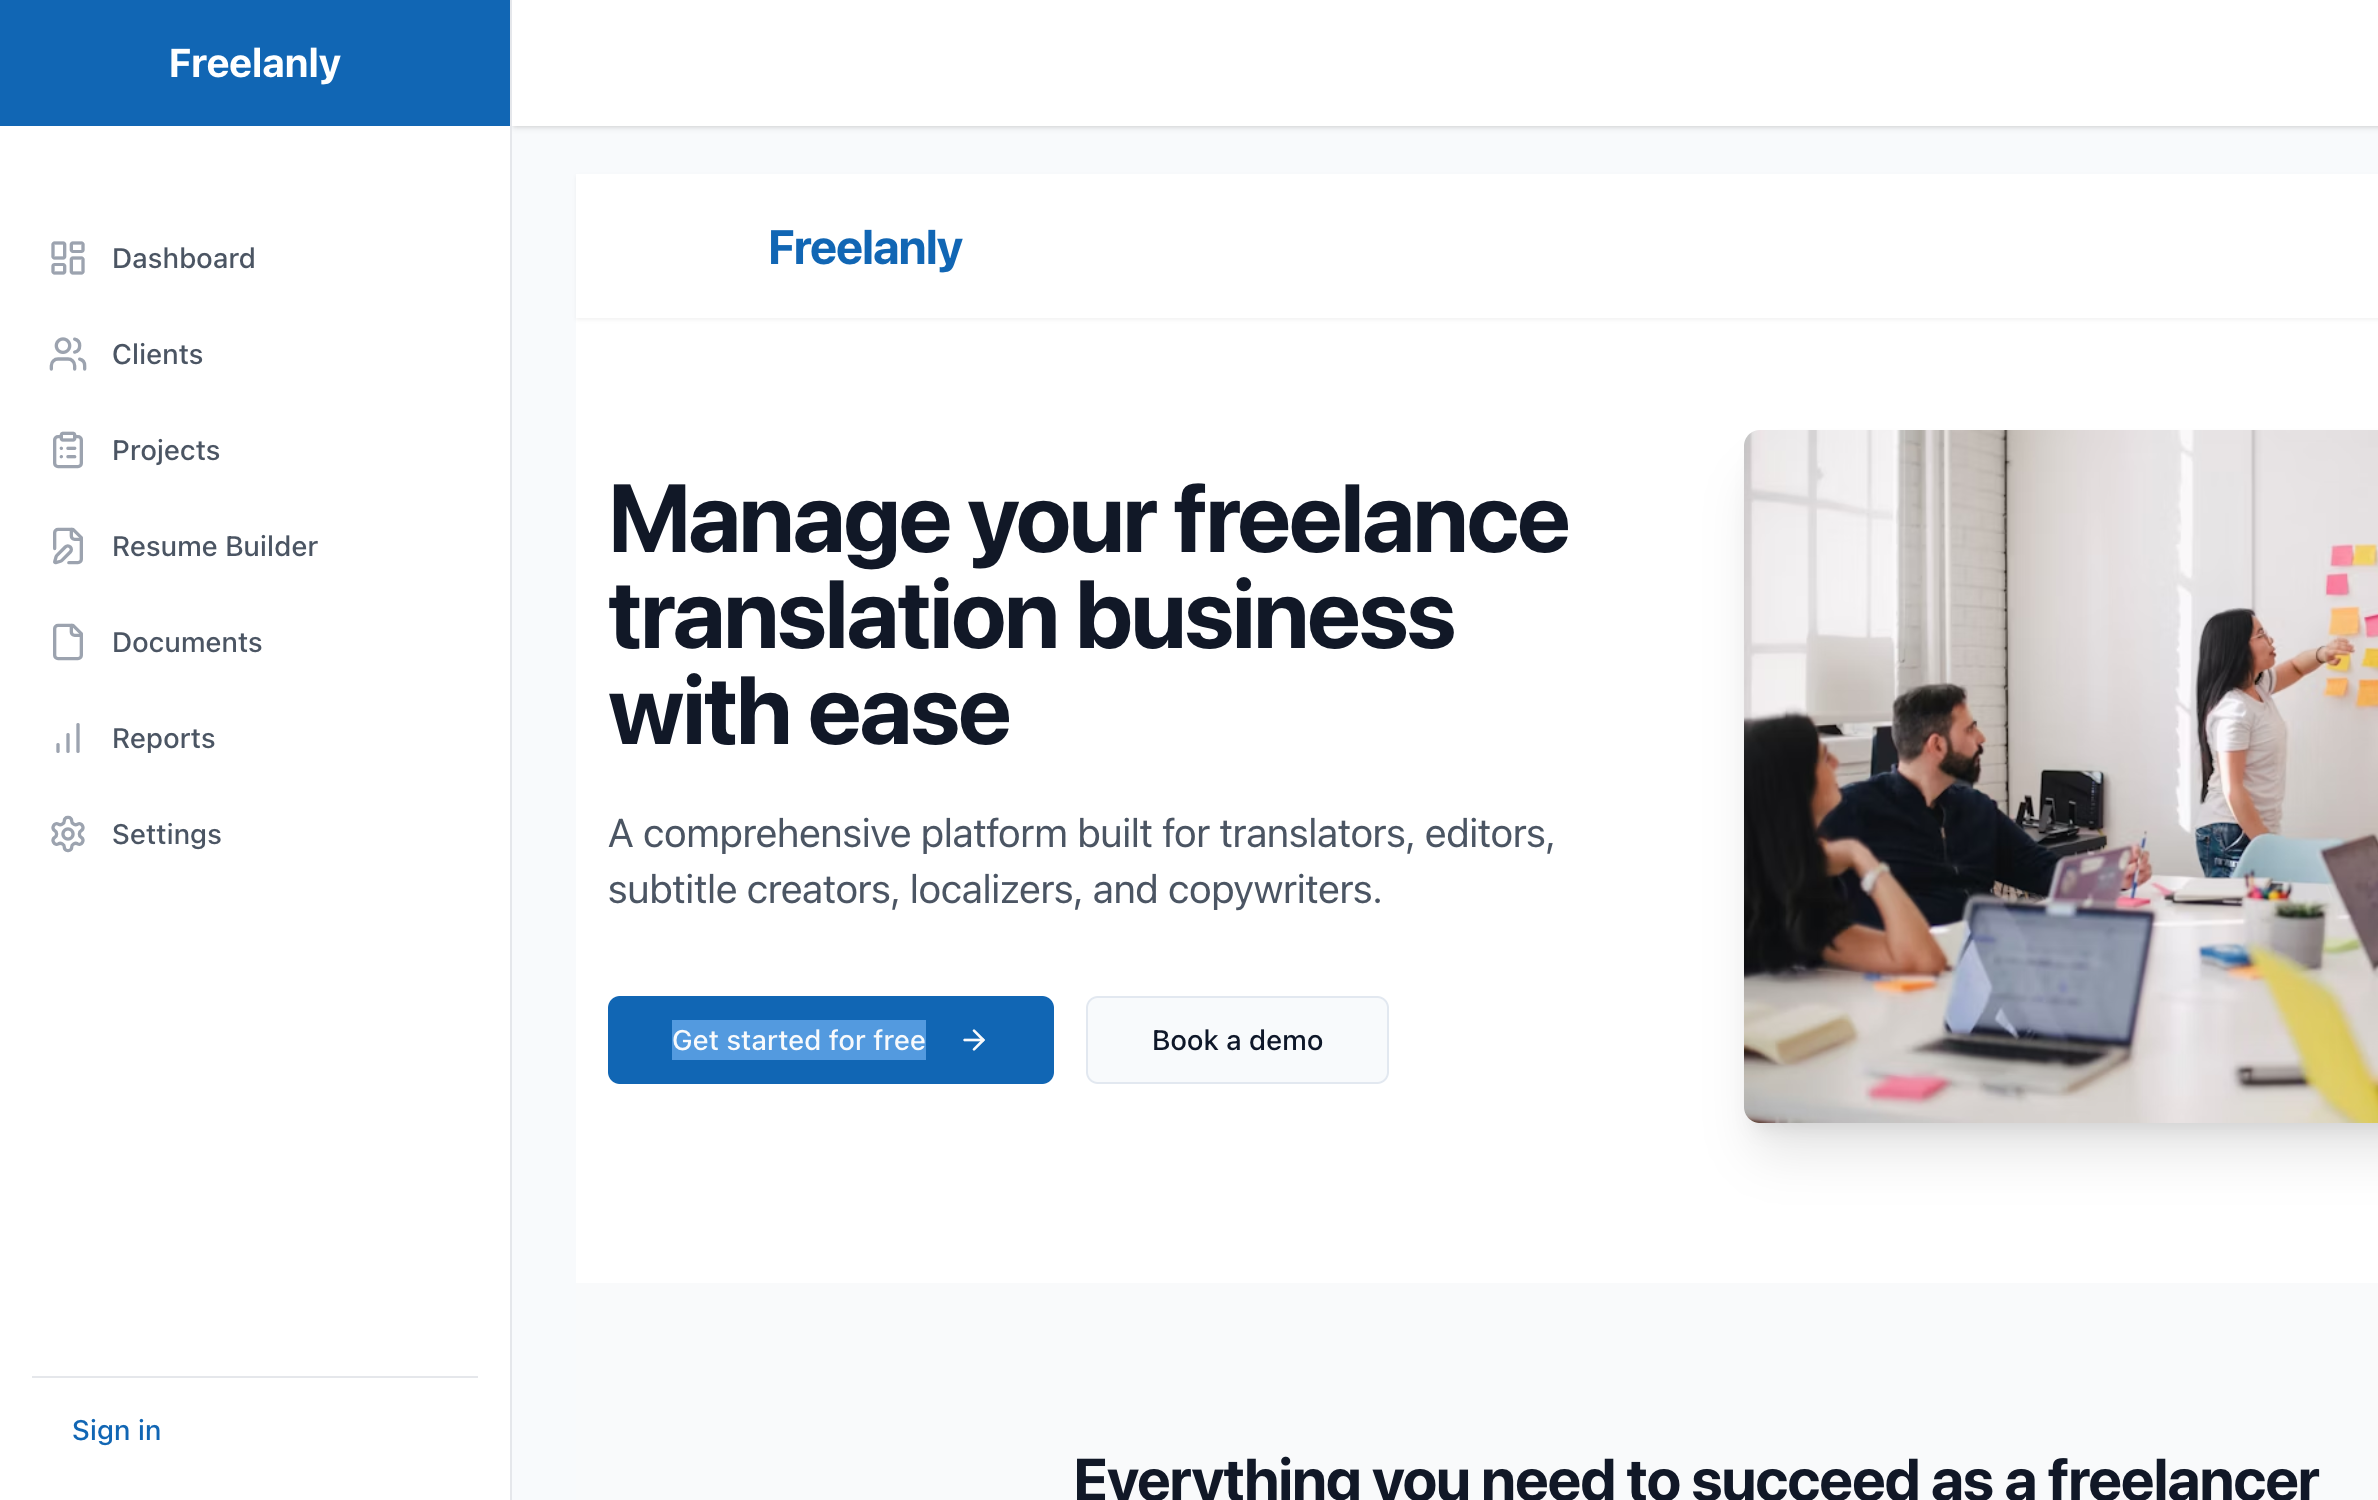 Freelanly
Dashboard
Clients
Projects
Resume Builder
Documents
Reports
Settings
Sign in
Freelanly
Manage your freelance
translation business
with ease
A comprehensive platform built for translators, editors,
subtitle creators, localizers, and copywriters.
Get started for free
Book a demo
Everything you need to succeed as a freelancer